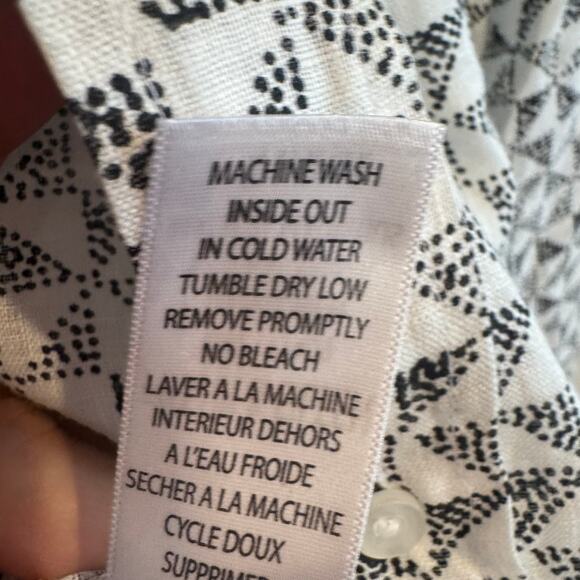 MACHINE WASH
INSIDE OUT
IN COLD WATER
TUMBLE DRY LOW
REMOVE PROMPTLY
NO BLEACH
LAVER A LA MACHINE
INTERIEUR DEHORS
A L'EAU FROIDE
SECHER A LA MACHINE
CYCLE DOUX